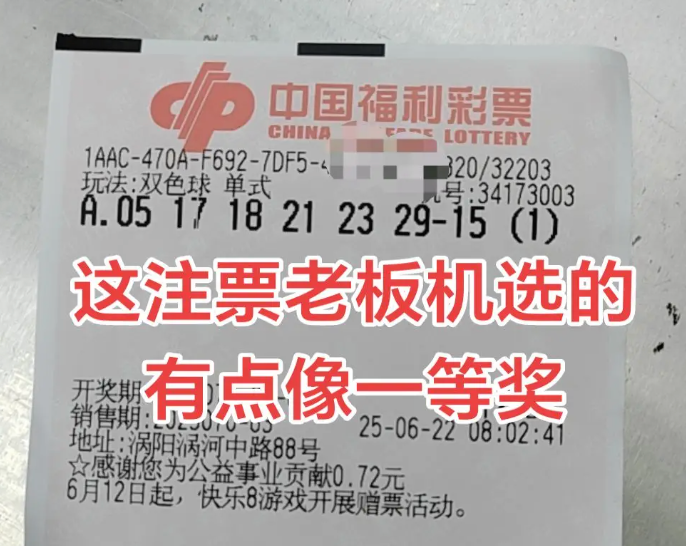 中国福利彩票
CHINA FARE LOTTERY
1AAC-470A-F692-7DF5-4 320/32203
玩法:双色球 单式 机号:34173003
A.05 17 18 21 23 29-15 (1)
这注票老板机选的
有点像一等奖
开奖期
销售期: 25-06-22 08:02:41
地址:涡阳涡河中路88号
☆感谢您为公益事业贡献0.72元
6月12日起，快乐8游戏开展赠票活动。